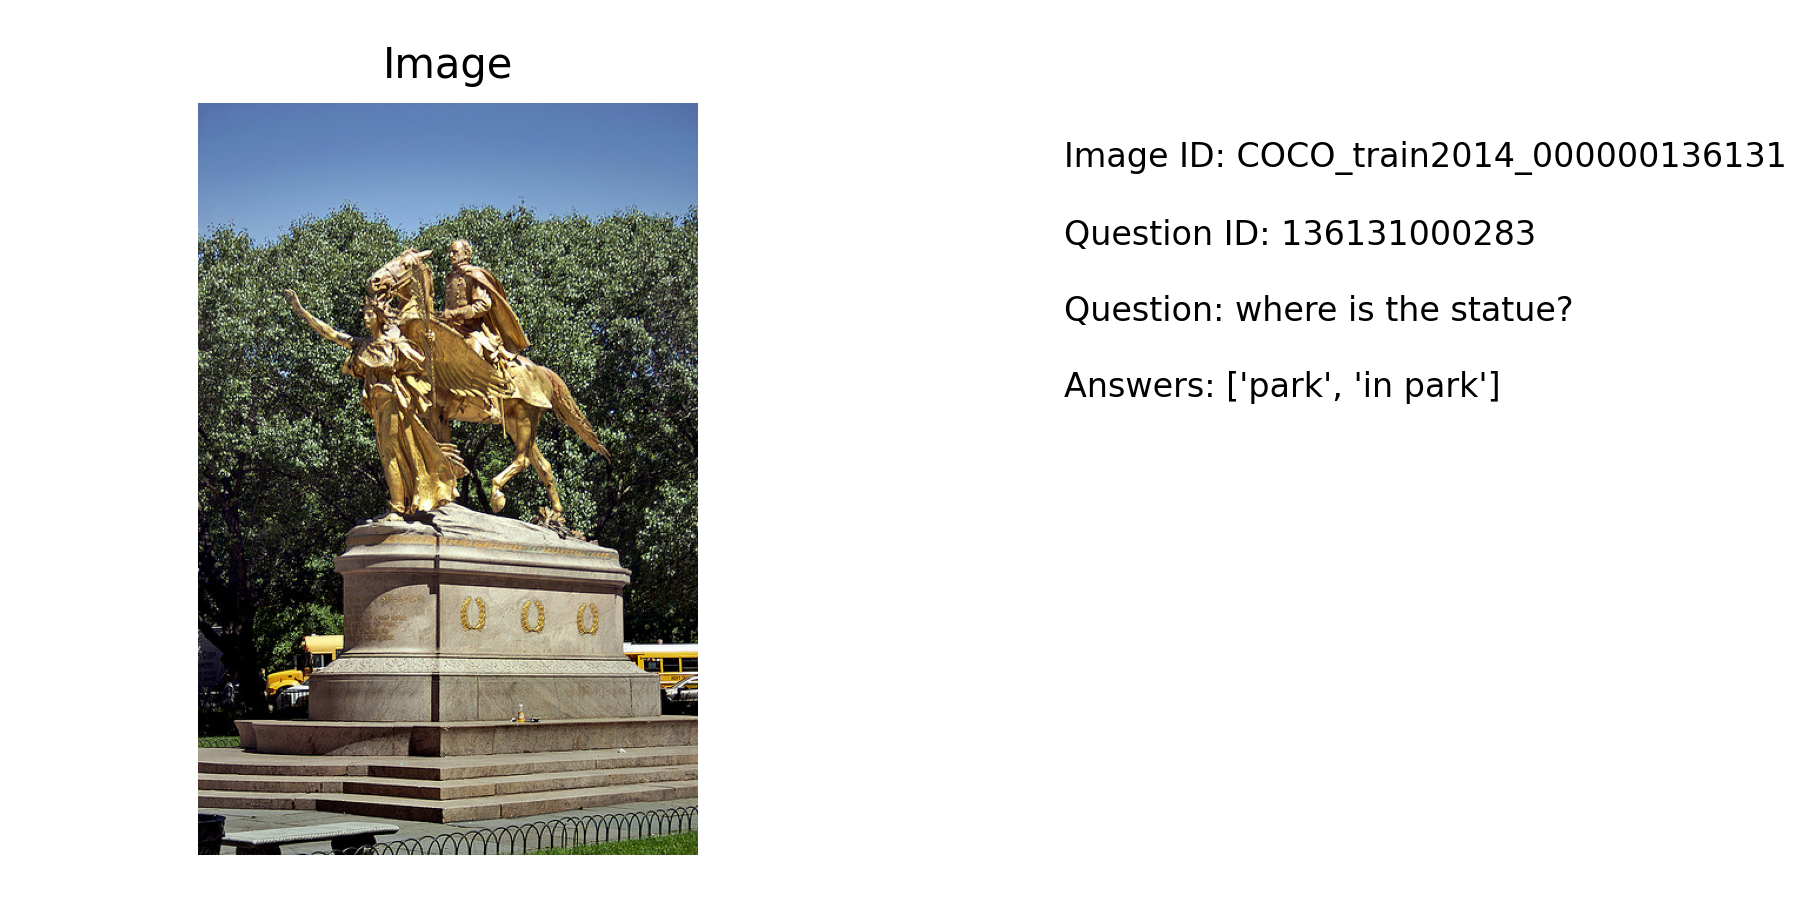 Image
Image ID: COCO_train2014_000000136131
Question ID: 136131000283
Question: where is the statue?
Answers: ['park', 'in park']